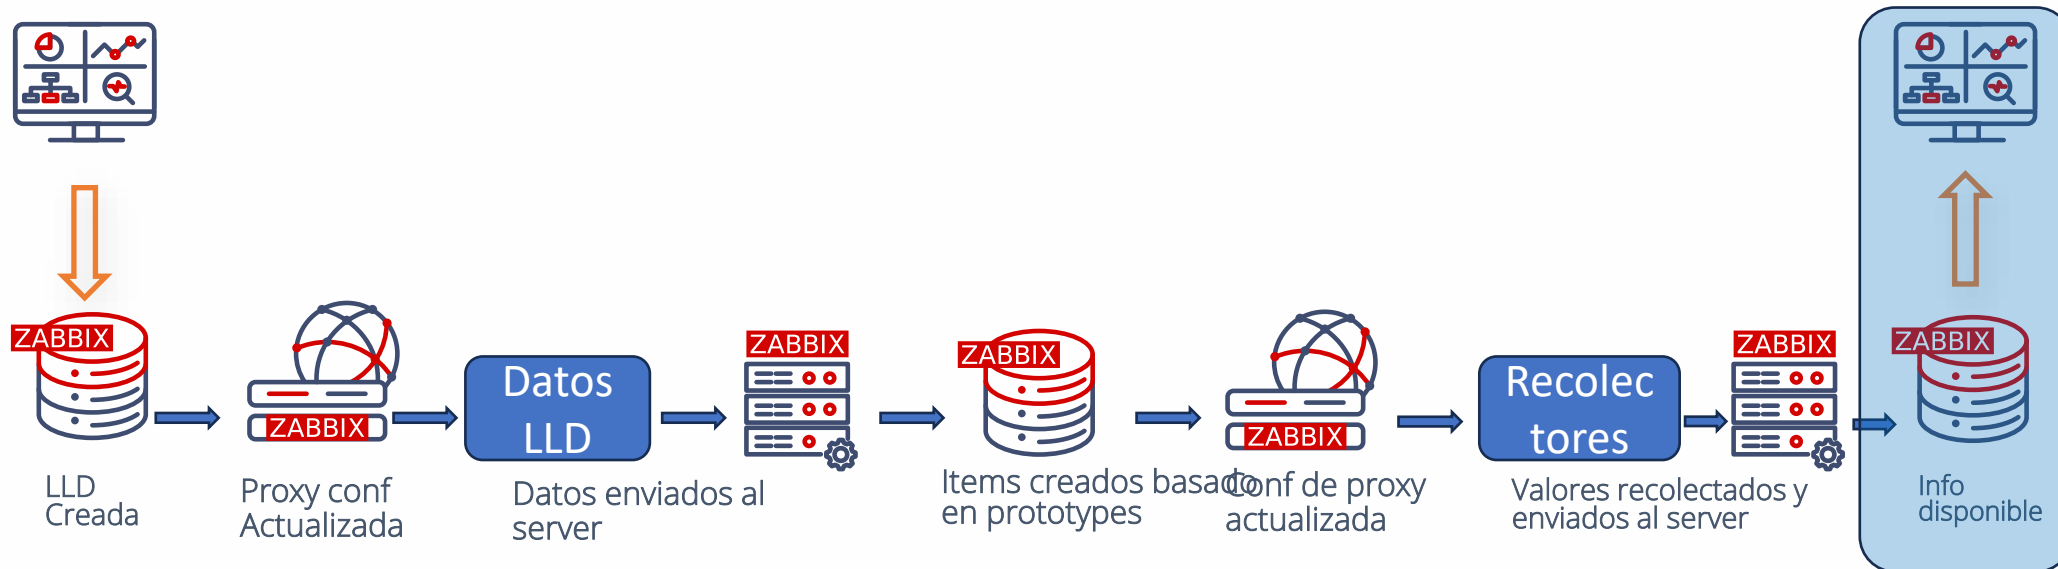 ZABBIX
LLD
Creada
ZABBIX
Proxy conf
Actualizada
Datos
LLD
Datos enviados al
server
ZABBIX
ZABBIX
Items creados basado
en prototypes
ZABBIX
Conf de proxy
actualizada
Recolec
tores
Valores recolectados y
enviados al server
ZABBIX
ZABBIX
Info
disponible